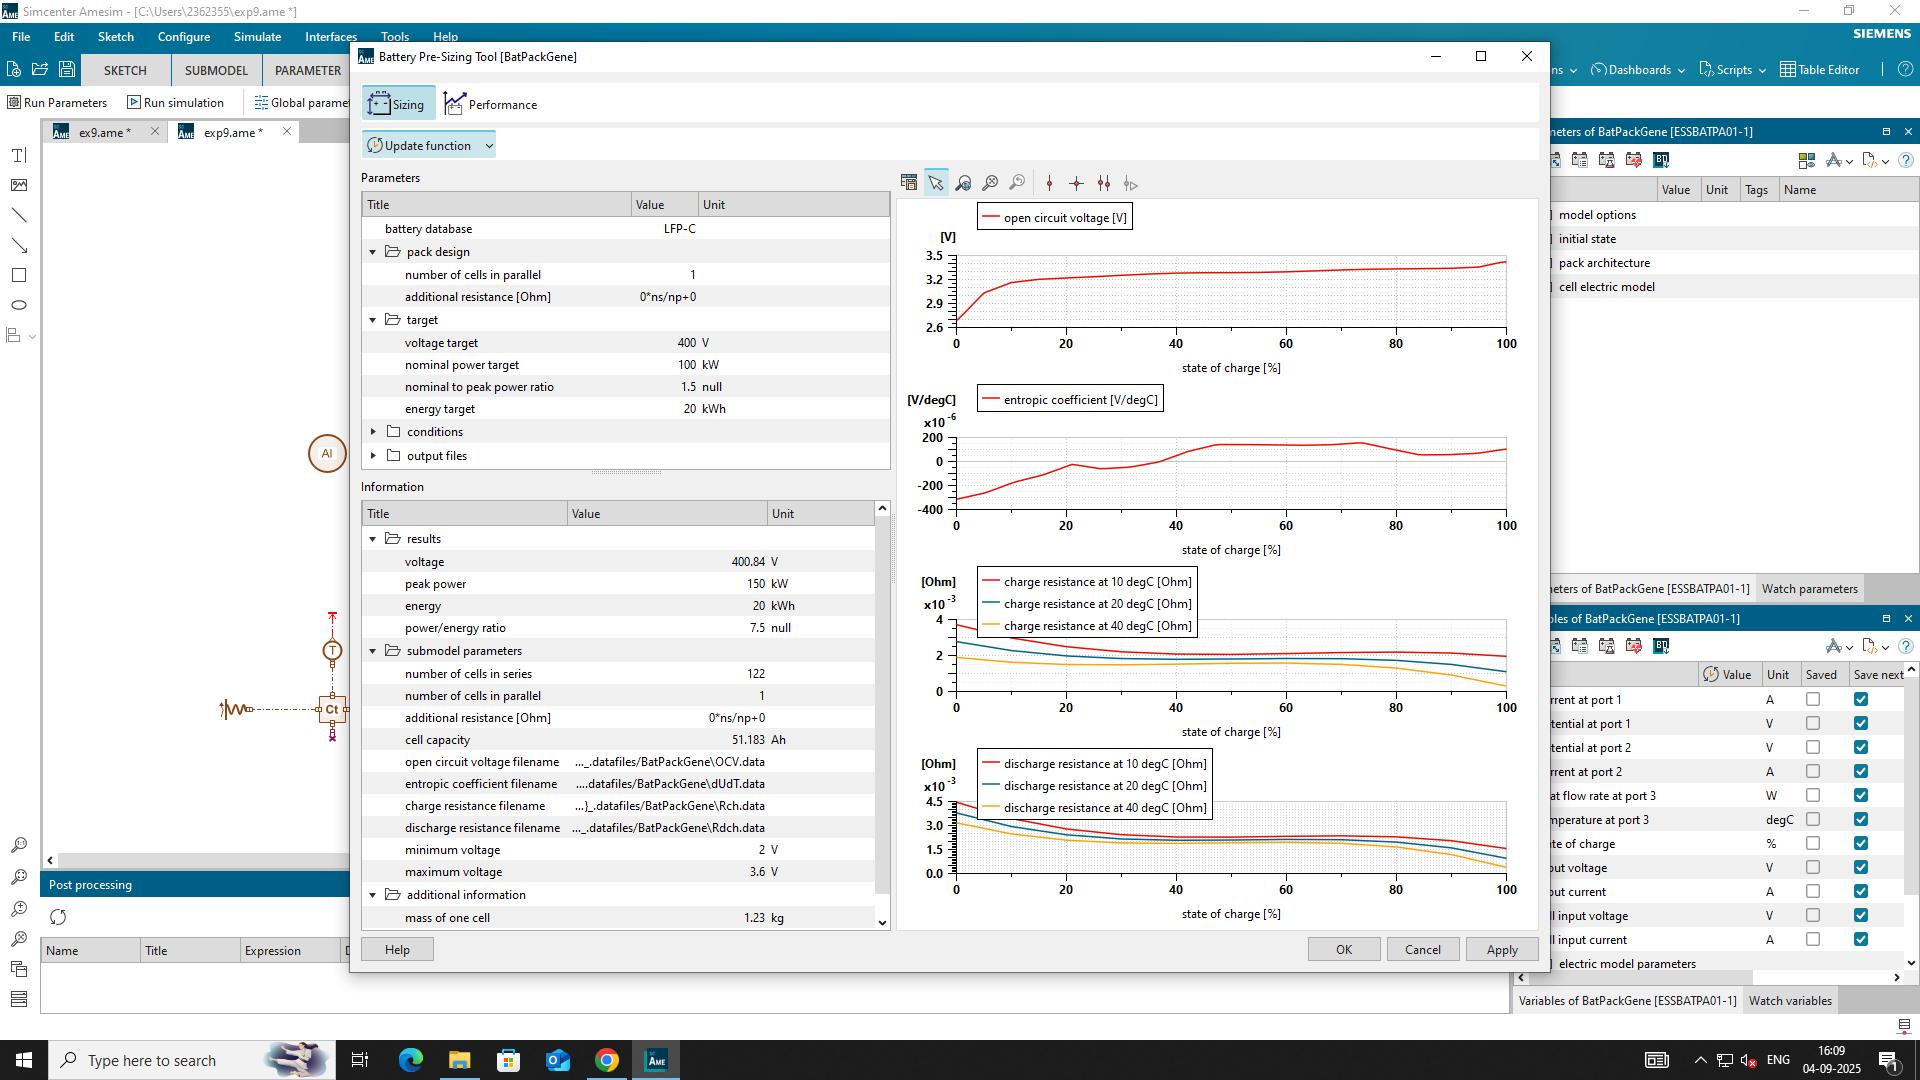 Simcenter Amesim - [C:\Users\2362355\exp9.ame *]
File Edit Sketch Configure Simulate Interfaces Tools Help
SIEMENS
SKETCH SUBMODEL PARAMETER
ns Dashboards Scripts Table Editor
Run Parameters Run simulation Global parame
ex9.ame * exp9.ame *
AI
T
Ct
Post processing
Name Title Expression D
Battery Pre-Sizing Tool [BatPackGene]
Sizing Performance
Update function
Parameters
Title Value Unit
battery database LFP-C
pack design
number of cells in parallel 1
additional resistance [Ohm] 0*ns/np+0
target
voltage target 400 V
nominal power target 100 kW
nominal to peak power ratio 1.5 null
energy target 20 kWh
conditions
output files
Information
Title Value Unit
results
voltage 400.84 V
peak power 150 kW
energy 20 kWh
power/energy ratio 7.5 null
submodel parameters
number of cells in series 122
number of cells in parallel 1
additional resistance [Ohm] 0*ns/np+0
cell capacity 51.183 Ah
open circuit voltage filename ..._.datafiles/BatPackGene\OCV.data
entropic coefficient filename ....datafiles/BatPackGene\dUdT.data
charge resistance filename ...)_.datafiles/BatPackGene\Rch.data
discharge resistance filename ..._.datafiles/BatPackGene\Rdch.data
minimum voltage 2 V
maximum voltage 3.6 V
additional information
mass of one cell 1.23 kg
Help
OK Cancel Apply
open circuit voltage [V]
[V]
3.5
3.2
2.9
2.6
0 20 40 60 80 100
state of charge [%]
entropic coefficient [V/degC]
[V/degC]
x10 -6
200
0
-200
-400
0 20 40 60 80 100
state of charge [%]
[Ohm]
x10 -3
charge resistance at 10 degC [Ohm]
charge resistance at 20 degC [Ohm]
charge resistance at 40 degC [Ohm]
4
2
0
0 20 40 60 80 100
state of charge [%]
[Ohm]
x10 -3
discharge resistance at 10 degC [Ohm]
discharge resistance at 20 degC [Ohm]
discharge resistance at 40 degC [Ohm]
4.5
3.0
1.5
0.0
0 20 40 60 80 100
state of charge [%]
neters of BatPackGene [ESSBATPA01-1]
Value Unit Tags Name
model options
initial state
pack architecture
cell electric model
neters of BatPackGene [ESSBATPA01-1] Watch parameters
bles of BatPackGene [ESSBATPA01-1]
Value Unit Saved Save next
rrent at port 1 A
tential at port 1 V
tential at port 2 V
rrent at port 2 A
at flow rate at port 3 W
mperature at port 3 degC
te of charge %
put voltage V
out current A
ll input voltage V
ll input current A
electric model parameters
Variables of BatPackGene [ESSBATPA01-1] Watch variables
Type here to search
AME
ENG
16:09
04-09-2025
1